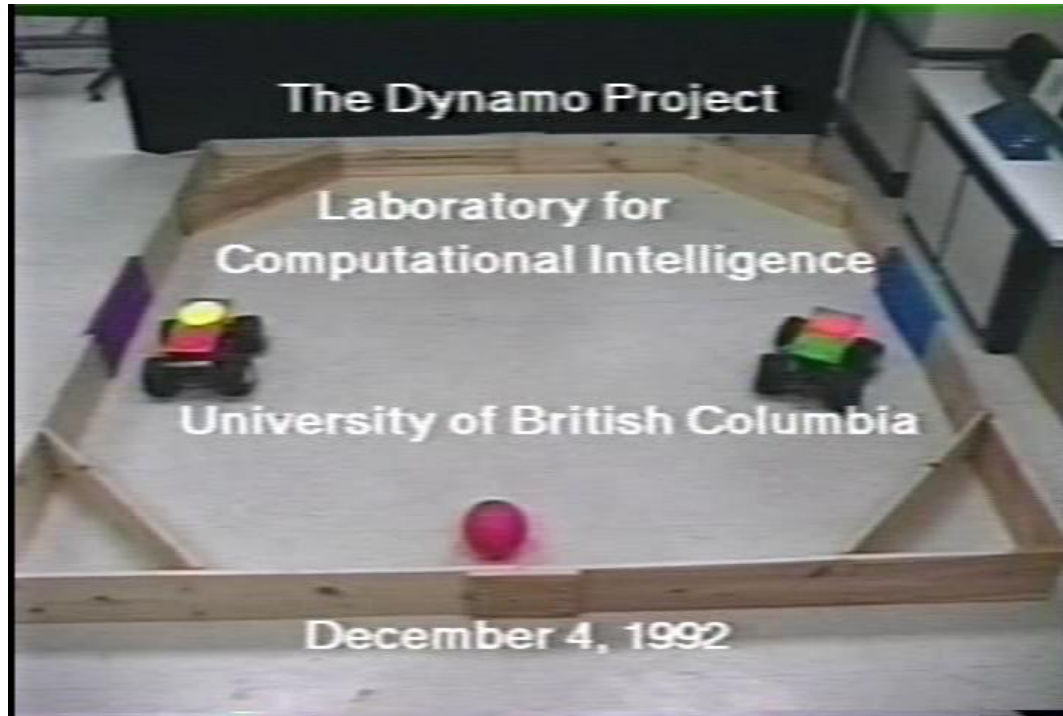 The Dynamo Project
Laboratory for
Computational Intelligence
University of British Columbia
December 4, 1992